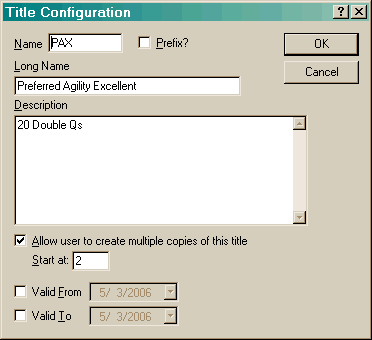 Title Configuration
Name PAX Prefix? OK
Long Name Cancel
Preferred Agility Excellent
Description
20 Double Qs
Allow user to create multiple copies of this title
Start at: 2
Valid From 5/ 3/2006
Valid To 5/ 3/2006